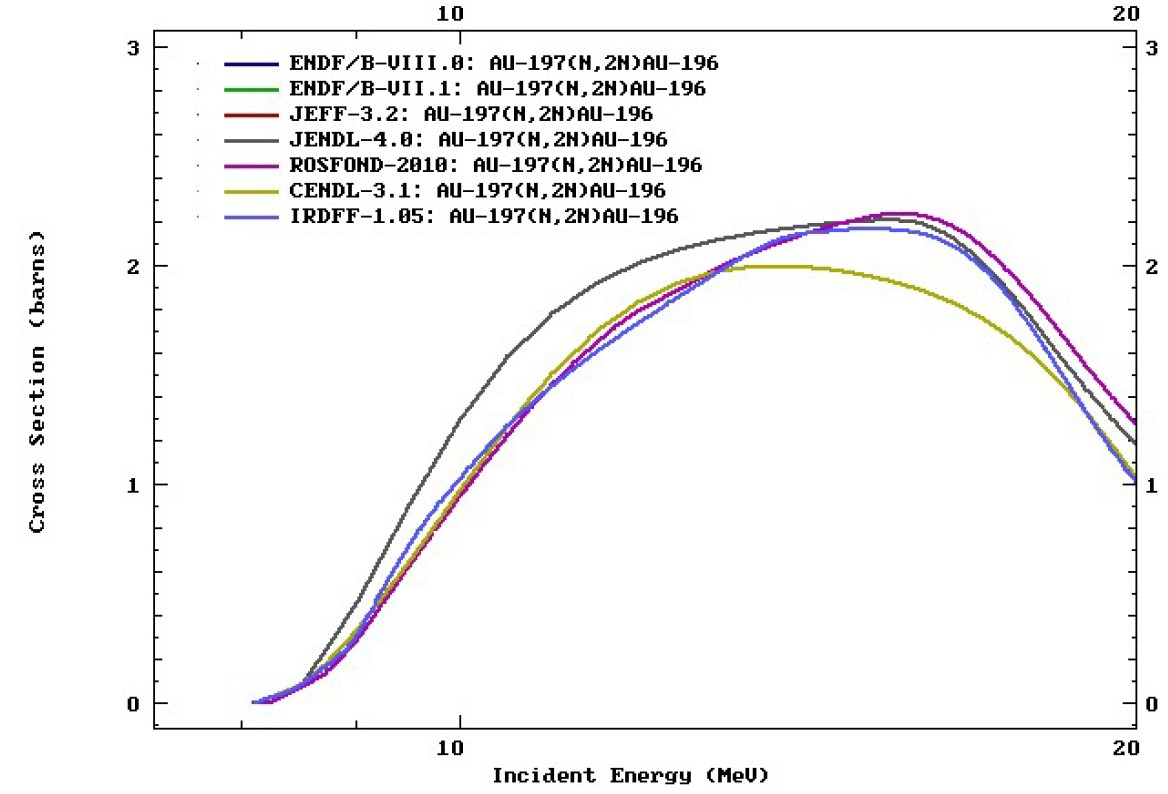 10 20
3 3
ENDF/B-VIII.0: AU-197(N,2N)AU-196
ENDF/B-VII.1: AU-197(N,2N)AU-196
JEFF-3.2: AU-197(N,2N)AU-196
JENDL-4.0: AU-197(N,2N)AU-196
ROSFOND-2010: AU-197(N,2N)AU-196
CENDL-3.1: AU-197(N,2N)AU-196
IRDFF-1.05: AU-197(N,2N)AU-196
2 2
Cross Section (barns)
1 1
0 0
10 20
Incident Energy (MeV)